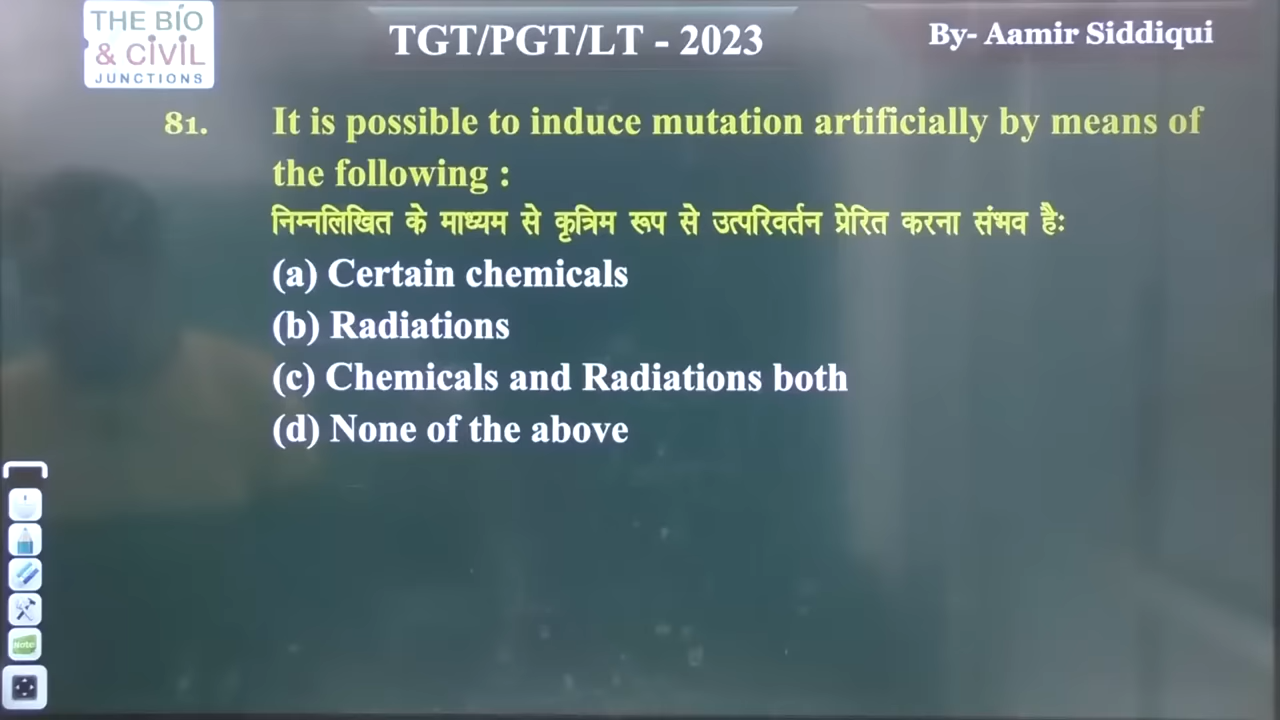 THE BIO
& CIVIL
JUNCTIONS
TGT/PGT/LT - 2023
By- Aamir Siddiqui
81. It is possible to induce mutation artificially by means of
the following :
निम्नलिखित के माध्यम से कृत्रिम रूप से उत्परिवर्तन प्रेरित करना संभव हैः
(a) Certain chemicals
(b) Radiations
(c) Chemicals and Radiations both
(d) None of the above
Note